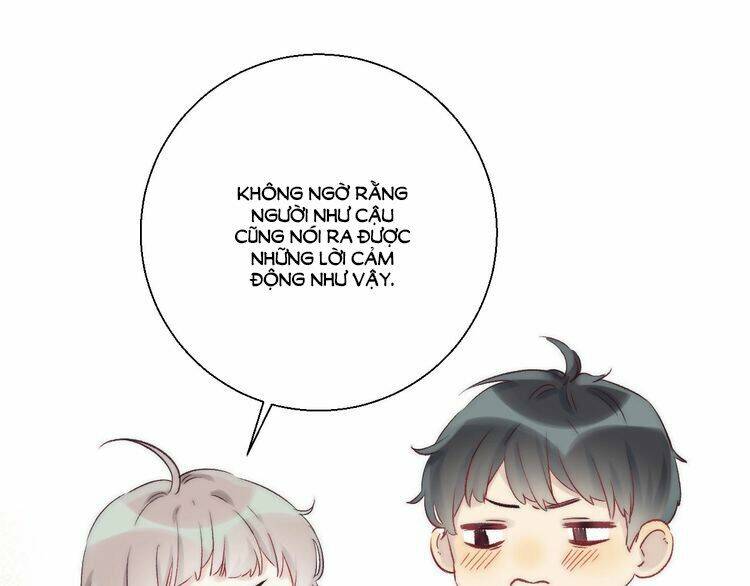 KHÔNG NGỜ RẰNG
NGƯỜI NHƯ CẬU
CŨNG NÓI RA ĐƯỢC
NHỮNG LỜI CẢM
ĐỘNG NHƯ VẬY.